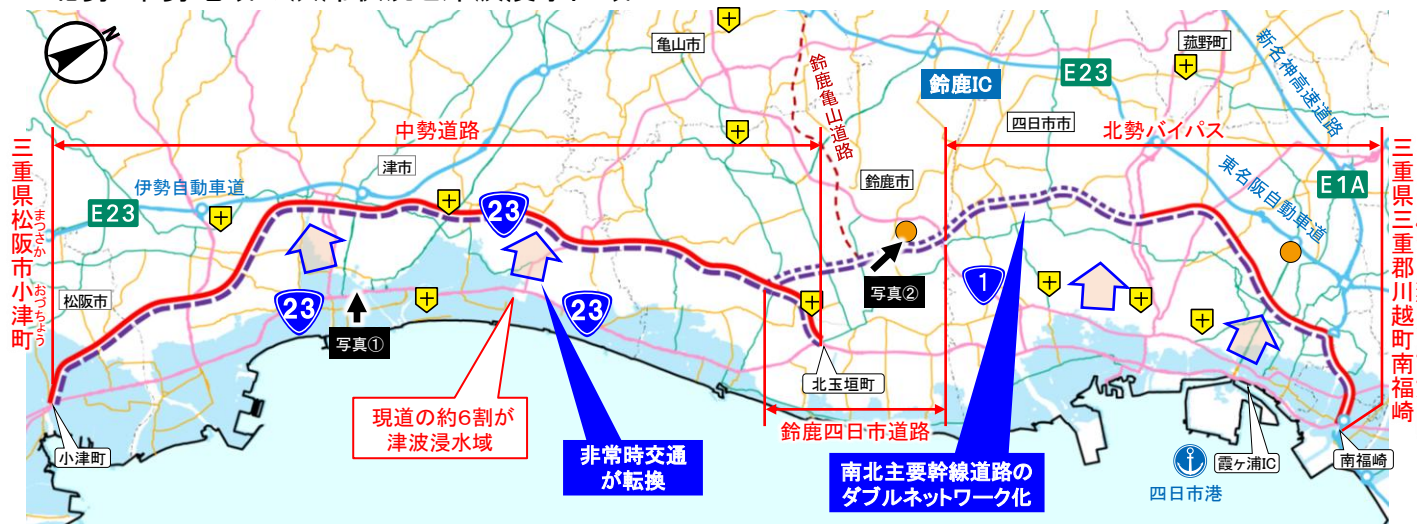 N
亀山市
菰野町
新名神高速道路
E23
鈴鹿IC
鈴鹿亀山道路
四日市市
中勢道路
北勢バイパス
三重県松阪市小津町
まつさか
おづちょう
三重県三重郡川越町南福崎
津市
鈴鹿市
伊勢自動車道
E23
東名阪自動車道
E1A
23
松阪市
23
23
1
写真①
写真②
北玉垣町
現道の約6割が
津波浸水域
鈴鹿四日市道路
小津町
非常時交通
が転換
南北主要幹線道路の
ダブルネットワーク化
四日市港
霞ヶ浦IC
南福崎